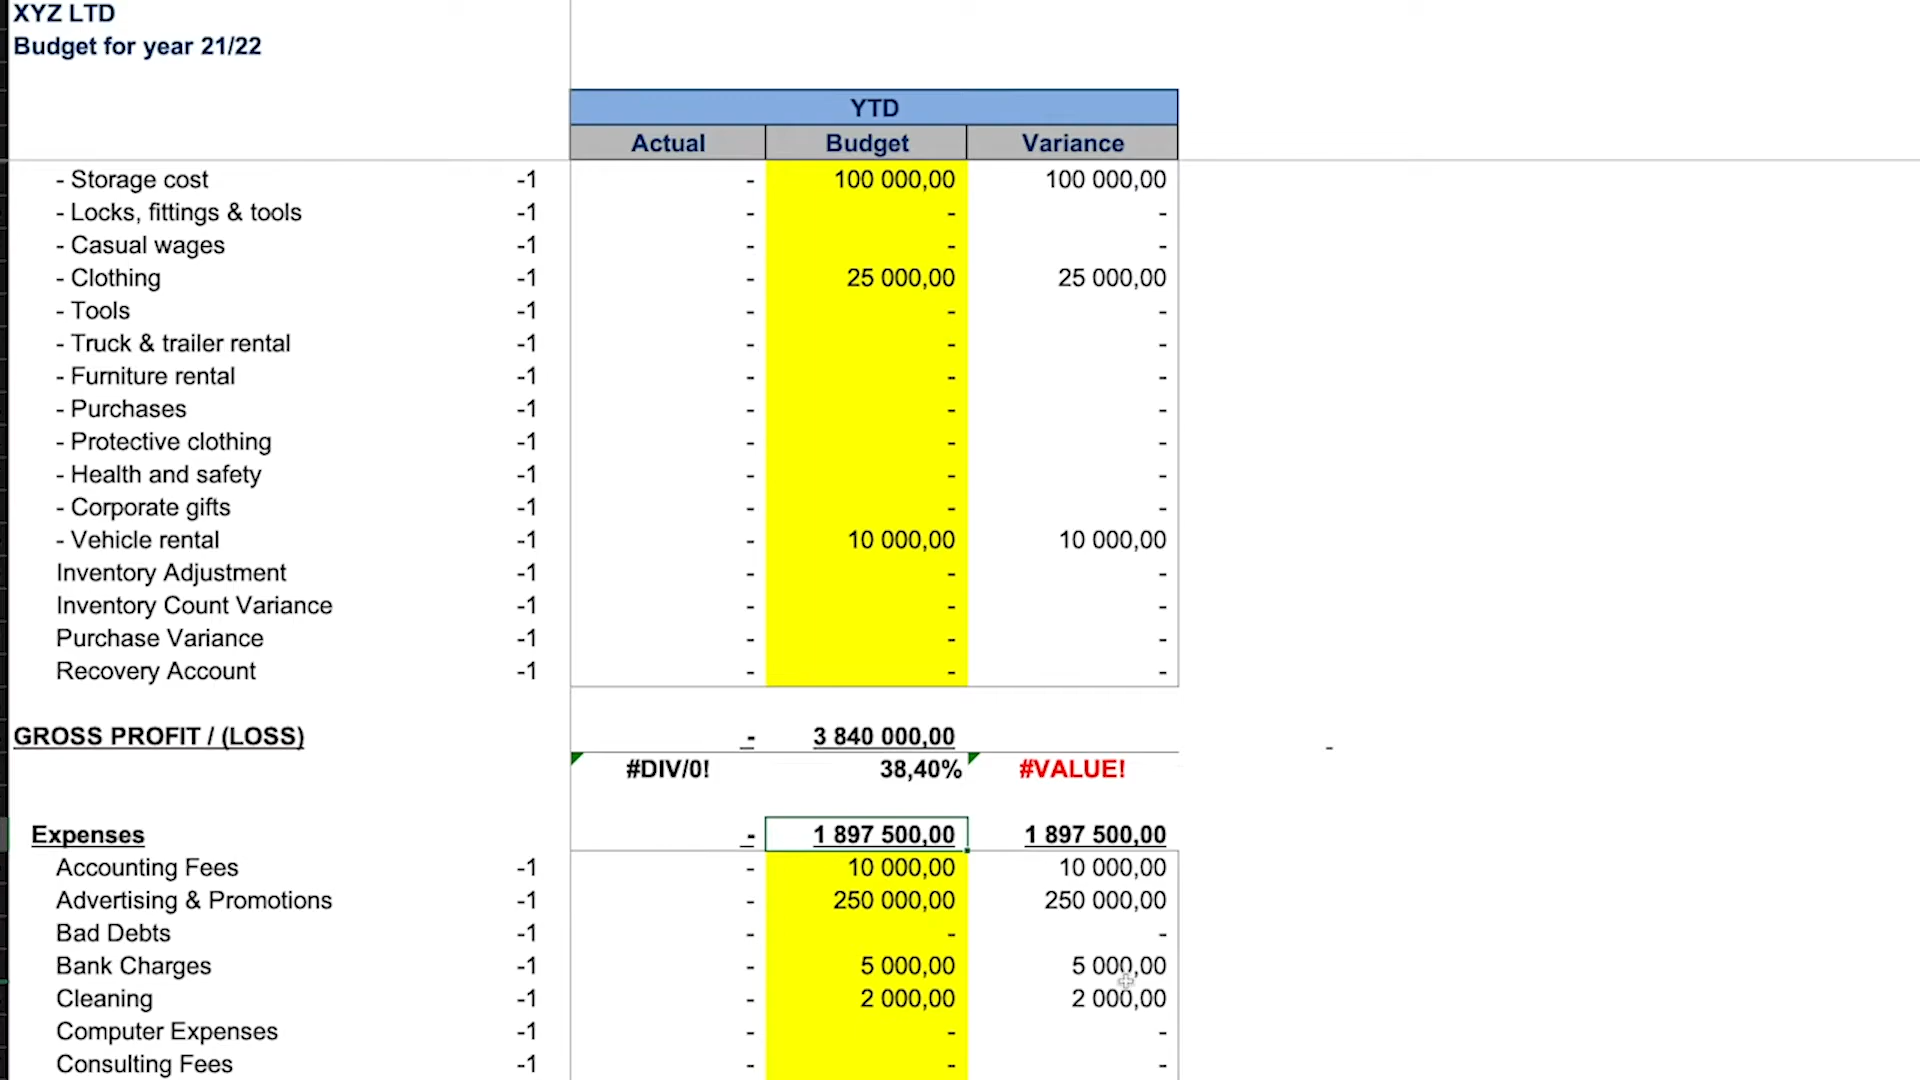 XYZ LTD
Budget for year 21/22
YTD
Actual Budget Variance
- Storage cost -1 - 100 000,00 100 000,00
- Locks, fittings & tools -1 - - -
- Casual wages -1 - - -
- Clothing -1 - 25 000,00 25 000,00
- Tools -1 - - -
- Truck & trailer rental -1 - - -
- Furniture rental -1 - - -
- Purchases -1 - - -
- Protective clothing -1 - - -
- Health and safety -1 - - -
- Corporate gifts -1 - - -
- Vehicle rental -1 - 10 000,00 10 000,00
Inventory Adjustment -1 - - -
Inventory Count Variance -1 - - -
Purchase Variance -1 - - -
Recovery Account -1 - - -
GROSS PROFIT / (LOSS) - 3 840 000,00 -
#DIV/0! 38,40% #VALUE!
Expenses - 1 897 500,00 1 897 500,00
Accounting Fees -1 - 10 000,00 10 000,00
Advertising & Promotions -1 - 250 000,00 250 000,00
Bad Debts -1 - - -
Bank Charges -1 - 5 000,00 5 000,00
Cleaning -1 - 2 000,00 2 000,00
Computer Expenses -1 - - -
Consulting Fees -1 - - -